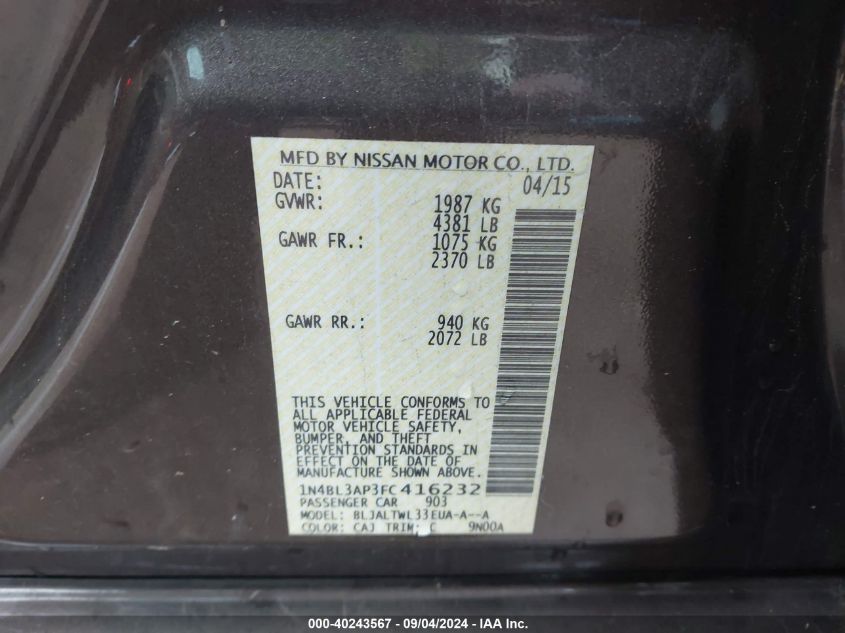 MFD BY NISSAN MOTOR CO., LTD.
DATE: 04/15
GVWR: 1987 KG
4381 LB
GAWR FR.: 1075 KG
2370 LB
GAWR RR.: 940 KG
2072 LB
THIS VEHICLE CONFORMS TO
ALL APPLICABLE FEDERAL
MOTOR VEHICLE SAFETY,
BUMPER, AND THEFT
PREVENTION STANDARDS IN
EFFECT ON THE DATE OF
MANUFACTURE SHOWN ABOVE.
1N4BL3AP3FC416232
PASSENGER CAR 903
MODEL: BLJALTWL33EUA-A--A
COLOR: CAJ TRIM: C 9N00A
000-40243567 - 09/04/2024 - IAA Inc.